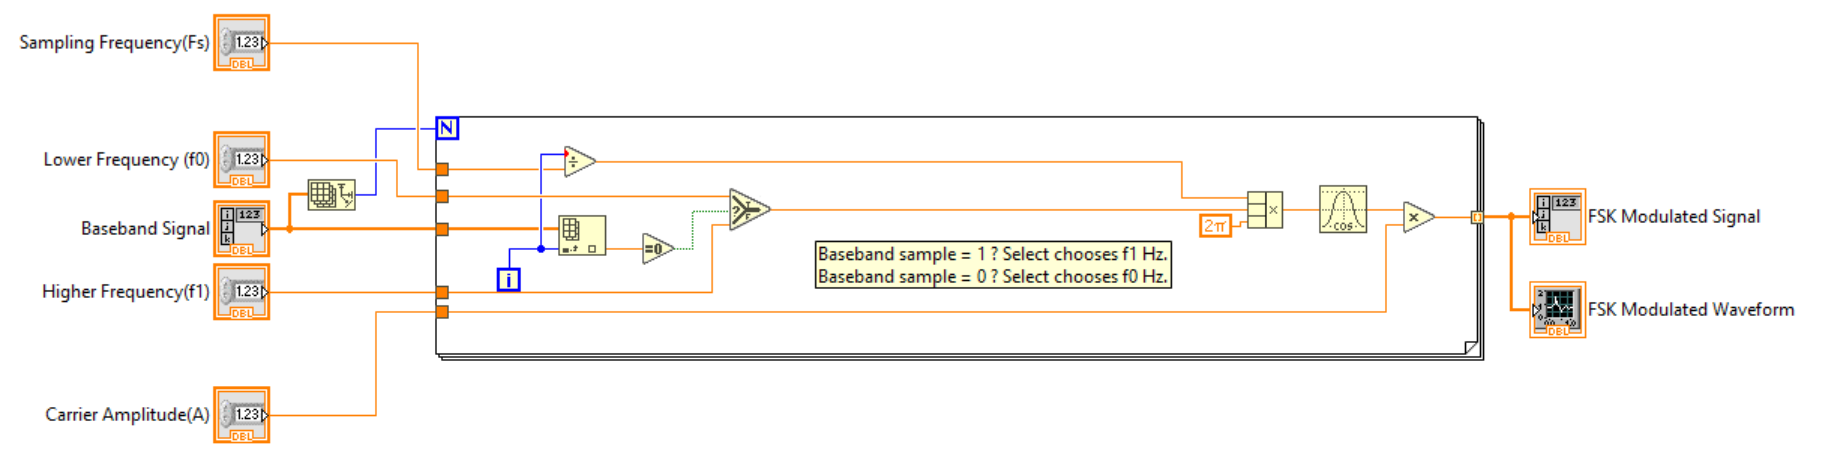 Sampling Frequency(Fs)
1.23
DBL
N
Lower Frequency (f0)
1.23
DBL
÷
Baseband Signal
i
j
k
123
DBL
?
T
F
=0
i
2π
×
COS
×
i
j
k
123
DBL
FSK Modulated Signal
Baseband sample = 1 ? Select chooses f1 Hz.
Baseband sample = 0 ? Select chooses f0 Hz.
Higher Frequency(f1)
1.23
DBL
DBL
FSK Modulated Waveform
Carrier Amplitude(A)
1.23
DBL